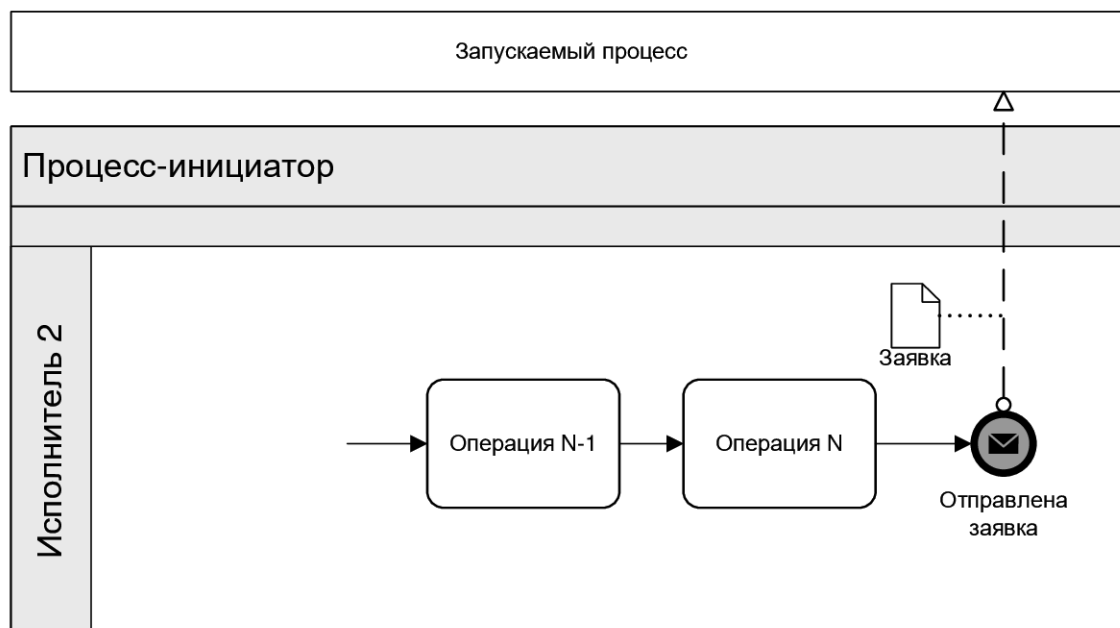 Запускаемый процесс
Процесс-инициатор
Исполнитель 2
Заявка
Операция N-1
Операция N
Отправлена
заявка